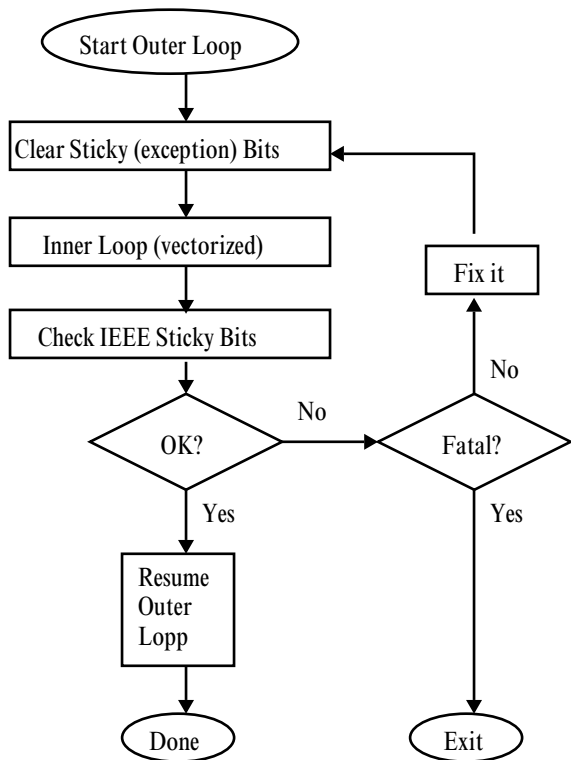 Start Outer Loop
Clear Sticky (exception) Bits
Inner Loop (vectorized)
Fix it
Check IEEE Sticky Bits
No
No
OK?
Fatal?
Yes
Yes
Resume
Outer
Lopp
Done
Exit